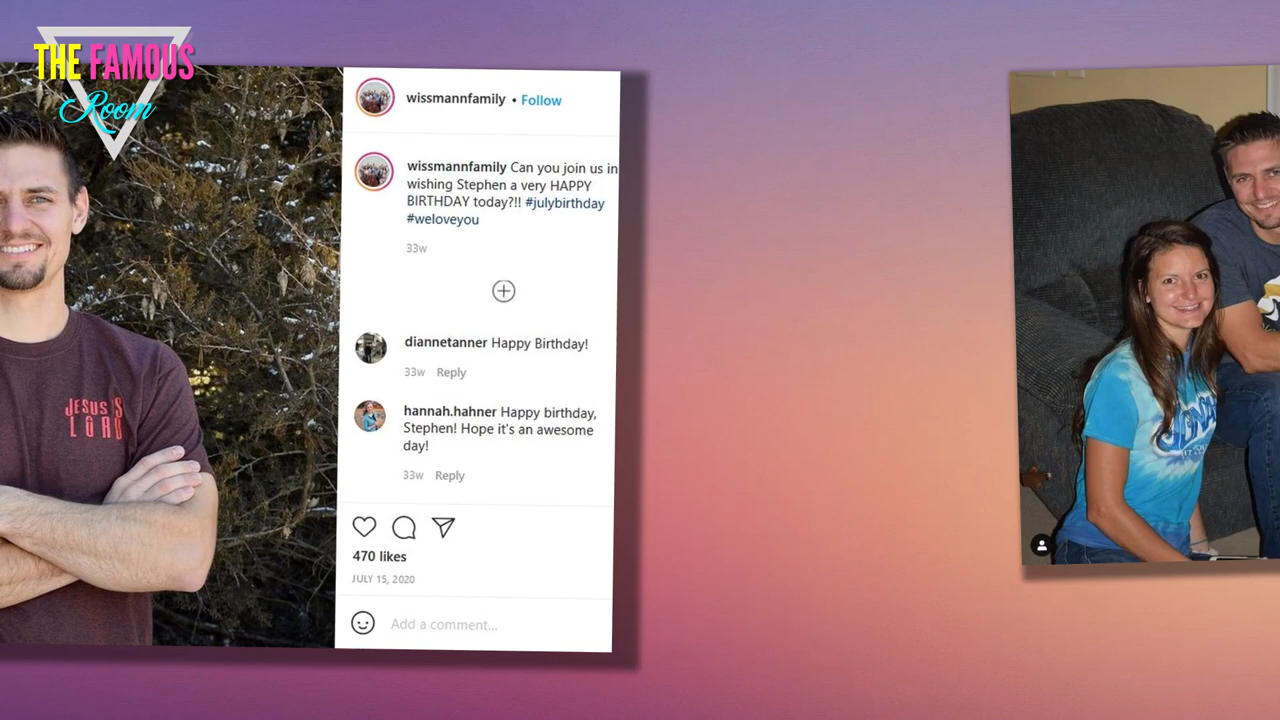 THE FAMOUS
Room
JESUS IS
LORD
wissmannfamily • Follow
wissmannfamily Can you join us in
wishing Stephen a very HAPPY
BIRTHDAY today?!! #julybirthday
#weloveyou
33w
diannetanner Happy Birthday!
33w Reply
hannah.hahner Happy birthday,
Stephen! Hope it's an awesome
day!
33w Reply
470 likes
JULY 15, 2020
Add a comment...